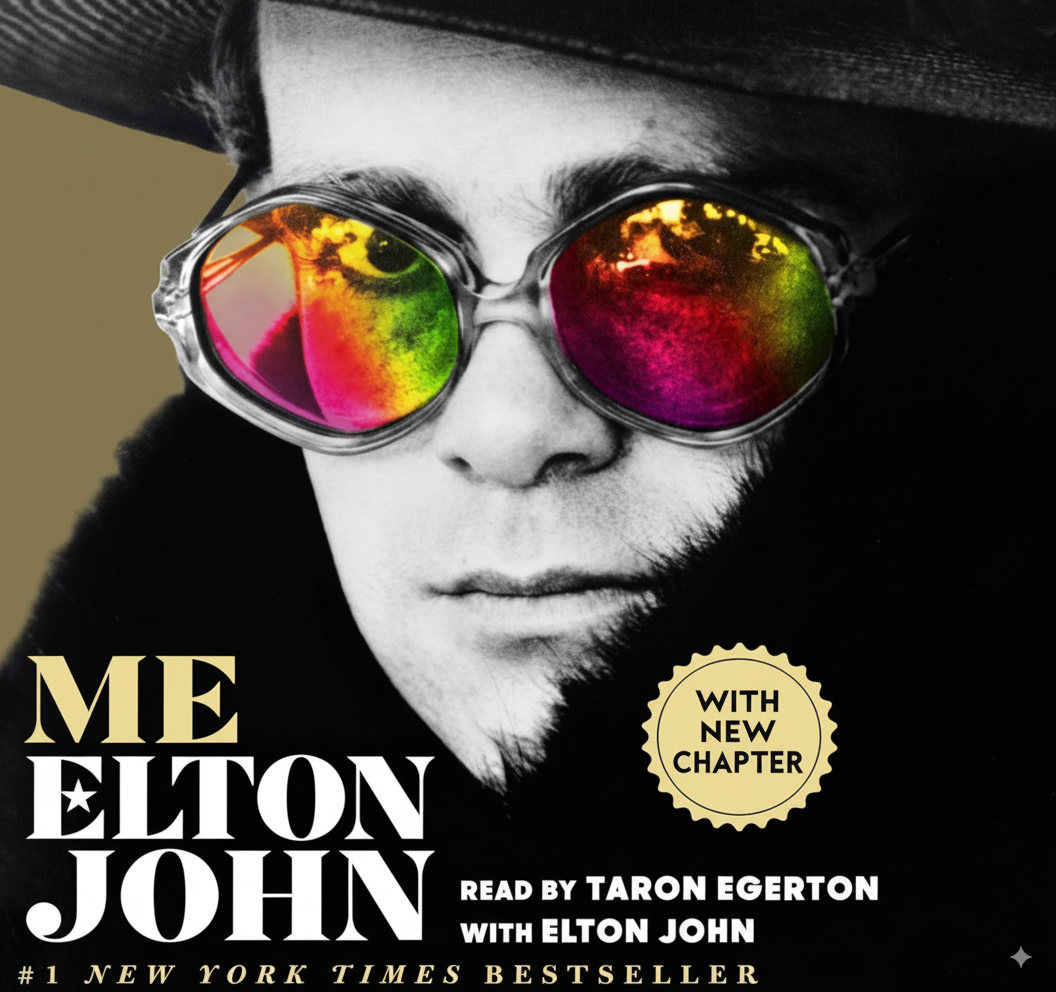 ME
ELTON
JOHN
WITH
NEW
CHAPTER
READ BY TARON EGERTON
WITH ELTON JOHN
#1 NEW YORK TIMES BESTSELLER